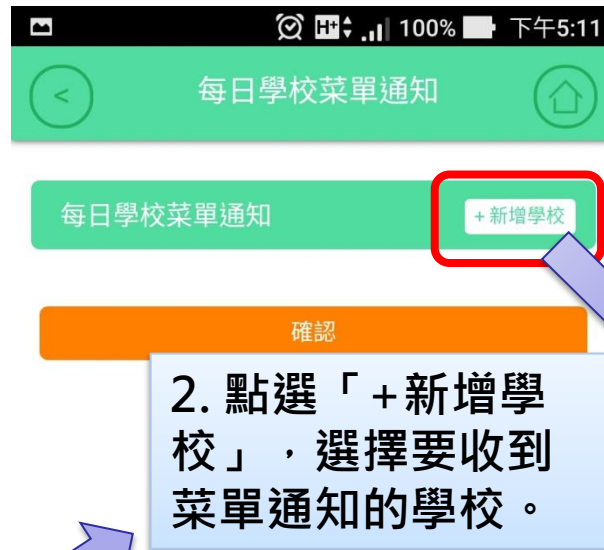 H+ 100% 下午5:11
< 每日學校菜單通知
每日學校菜單通知 +新增學校
確認
2. 點選「+新增學
校」，選擇要收到
菜單通知的學校。